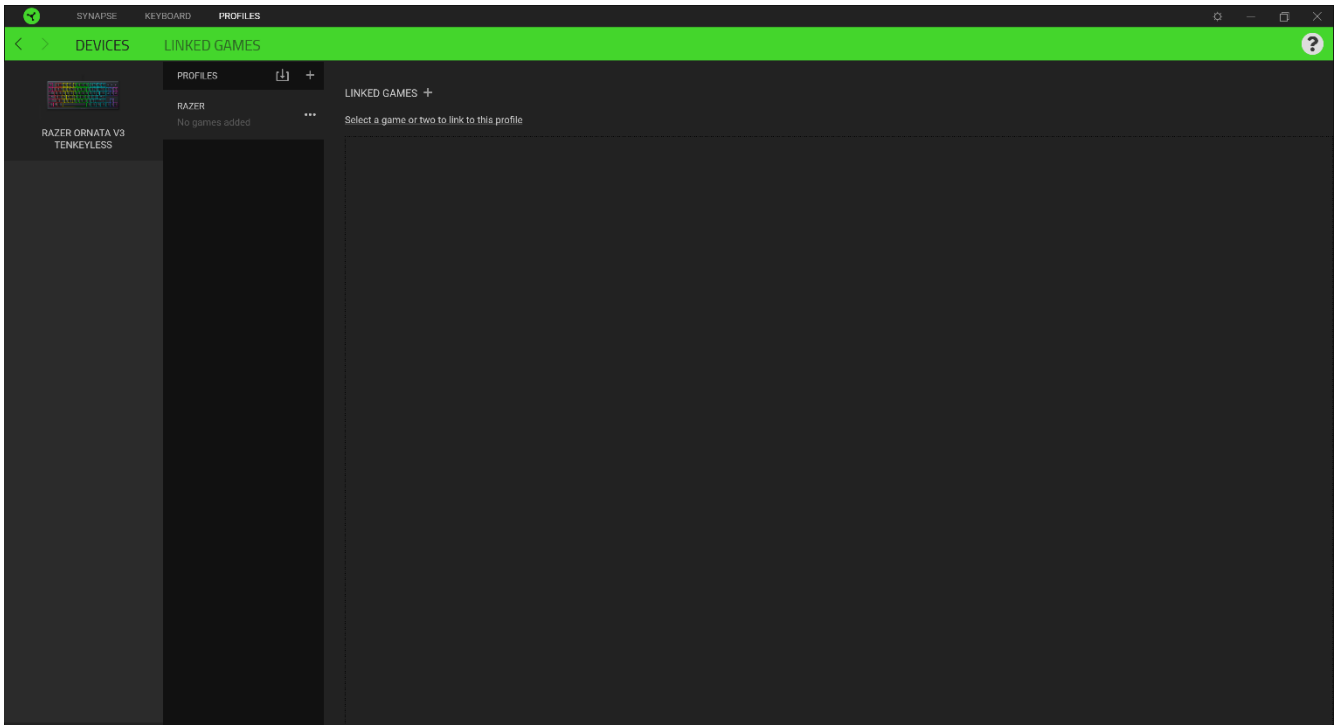 SYNAPSE KEYBOARD PROFILES
DEVICES LINKED GAMES ?
RAZER ORNATA V3
TENKEYLESS
PROFILES
RAZER
No games added
LINKED GAMES +
Select a game or two to link to this profile